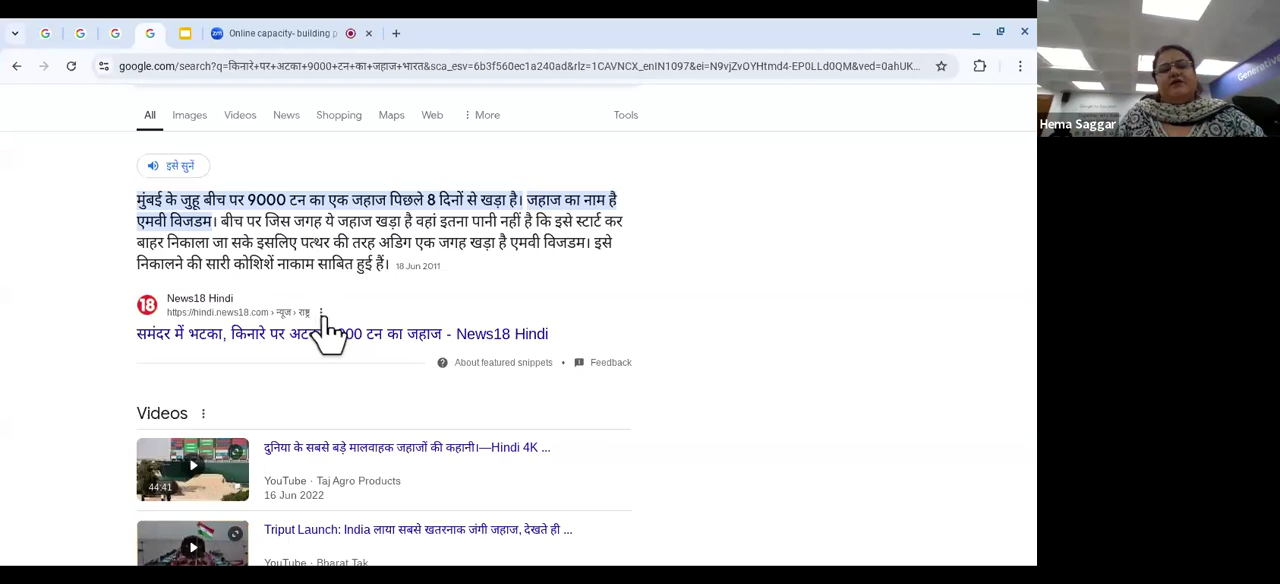 Online capacity- building p
google.com/search?q=किनारे+पर+अटका+9000+टन+का+जहाज+भारत&sca_esv=6b3f560ec1a240ad&rlz=1CAVNCX_enIN1097&ei=N9vjZvOYHtmd4-EP0LLd0QM&ved=0ahUK...
Hema Saggar
All Images Videos News Shopping Maps Web More Tools
इसे सुनें
मुंबई के जुहू बीच पर 9000 टन का एक जहाज पिछले 8 दिनों से खड़ा है। जहाज का नाम है
एमवी विजडम। बीच पर जिस जगह ये जहाज खड़ा है वहां इतना पानी नहीं है कि इसे स्टार्ट कर
बाहर निकाला जा सके इसलिए पत्थर की तरह अडिग एक जगह खड़ा है एमवी विजडम। इसे
निकालने की सारी कोशिशें नाकाम साबित हुई हैं। 18 Jun 2011
18 News18 Hindi
https://hindi.news18.com › न्यूज › राष्ट्र
समंदर में भटका, किनारे पर टन का जहाज - News18 Hindi
About featured snippets • Feedback
Videos
दुनिया के सबसे बड़े मालवाहक जहाजों की कहानी।—Hindi 4K ...
YouTube · Taj Agro Products
44:41
16 Jun 2022
Triput Launch: India लाया सबसे खतरनाक जंगी जहाज, देखते ही ...
YouTube · Bharat Tak